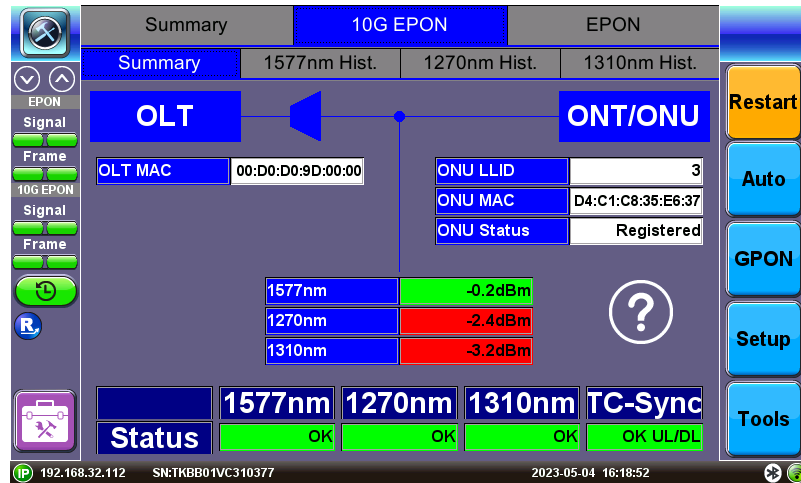 Summary 10G EPON EPON
Summary 1577nm Hist. 1270nm Hist. 1310nm Hist.
EPON
Signal
Frame
10G EPON
Signal
Frame
R
OLT ONT/ONU
OLT MAC 00:D0:D0:9D:00:00
ONU LLID 3
ONU MAC D4:C1:C8:35:E6:37
ONU Status Registered
1577nm -0.2dBm
1270nm -2.4dBm
1310nm -3.2dBm
?
1577nm 1270nm 1310nm TC-Sync
Status OK OK OK OK UL/DL
Restart
Auto
GPON
Setup
Tools
IP 192.168.32.112 SN:TKBB01VC310377 2023-05-04 16:18:52